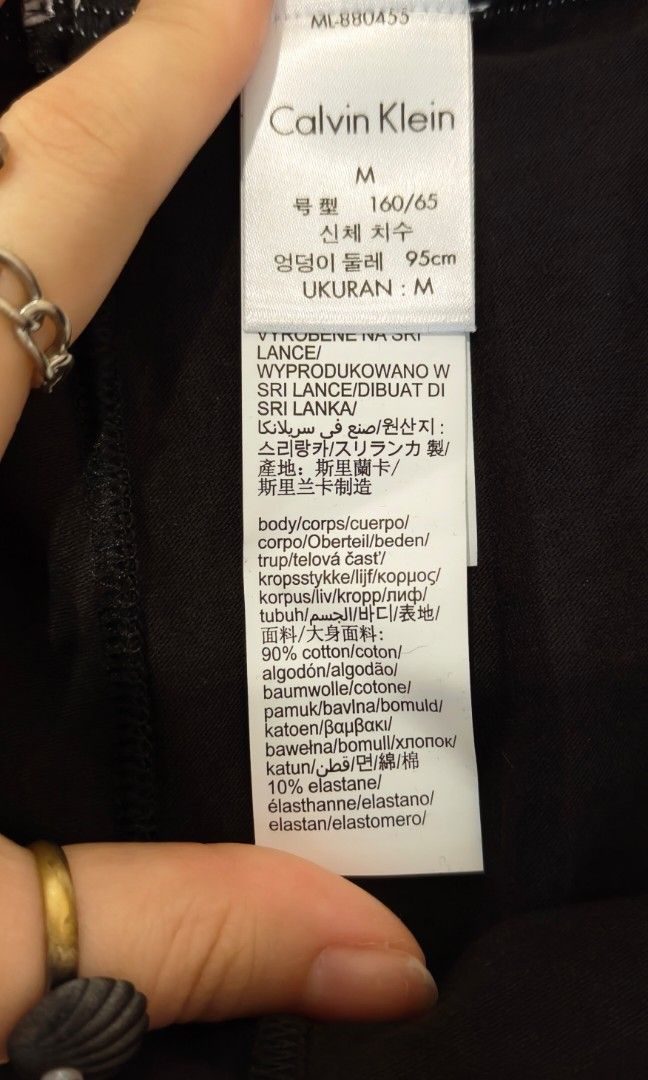 ML-880455
Calvin Klein
M
号型 160/65
신체 치수
엉덩이 둘레 95cm
UKURAN : M
VYROBENE NA SRI
LANCE/
WYPRODUKOWANO W
SRI LANCE/DIBUAT DI
SRI LANKA/
صنع في سريلانكا/원산지:
스리랑카/スリランカ 製/
產地: 斯里蘭卡/
斯里兰卡制造
body/corps/cuerpo/
corpo/Oberteil/beden/
trup/telová časť/
kropsstykke/lijf/κορμος/
korpus/liv/kropp/лиф/
tubuh/الجسم/바디/表地/
面料/大身面料:
90% cotton/coton/
algodón/algodão/
baumwolle/cotone/
pamuk/bavlna/bomuld/
katoen/βαμβακι/
bawełna/bomull/хлопок/
katun/قطن/면/綿/棉
10% elastane/
élasthanne/elastano/
elastan/elastomero/